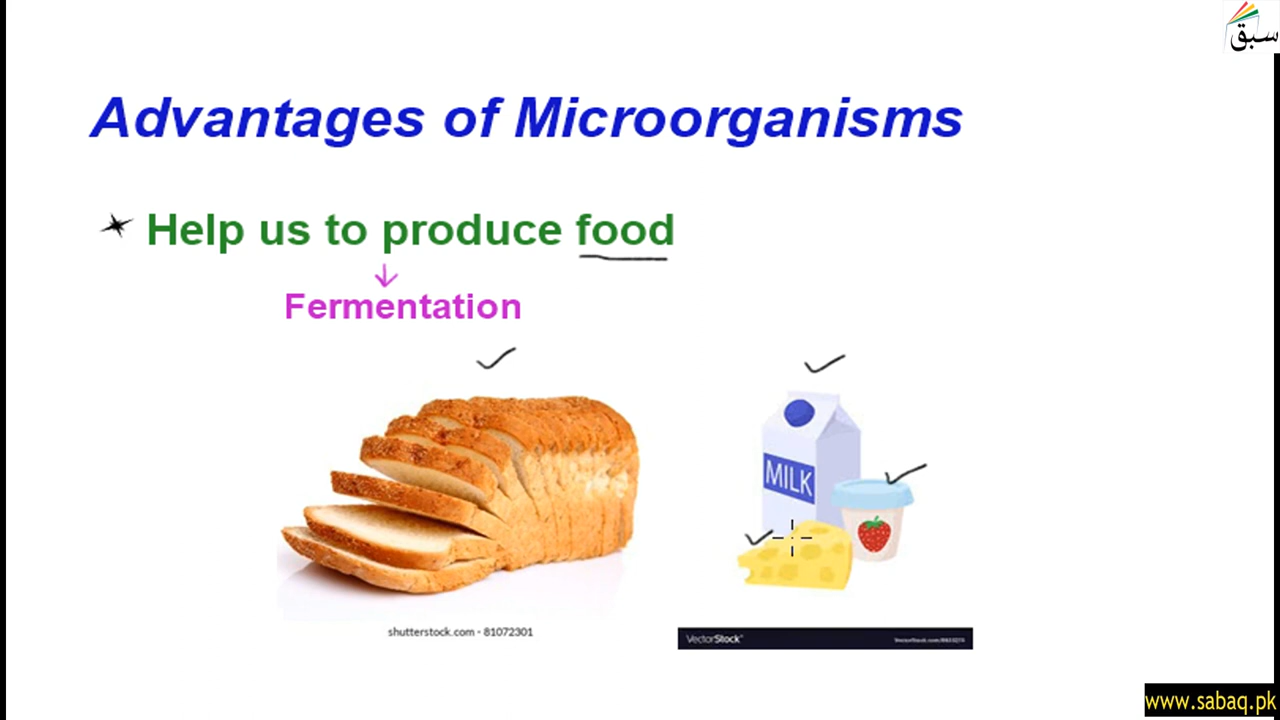 سبق
Advantages of Microorganisms
Help us to produce food
Fermentation
MILK
shutterstock.com - 81072301
VectorStock®
www.sabaq.pk